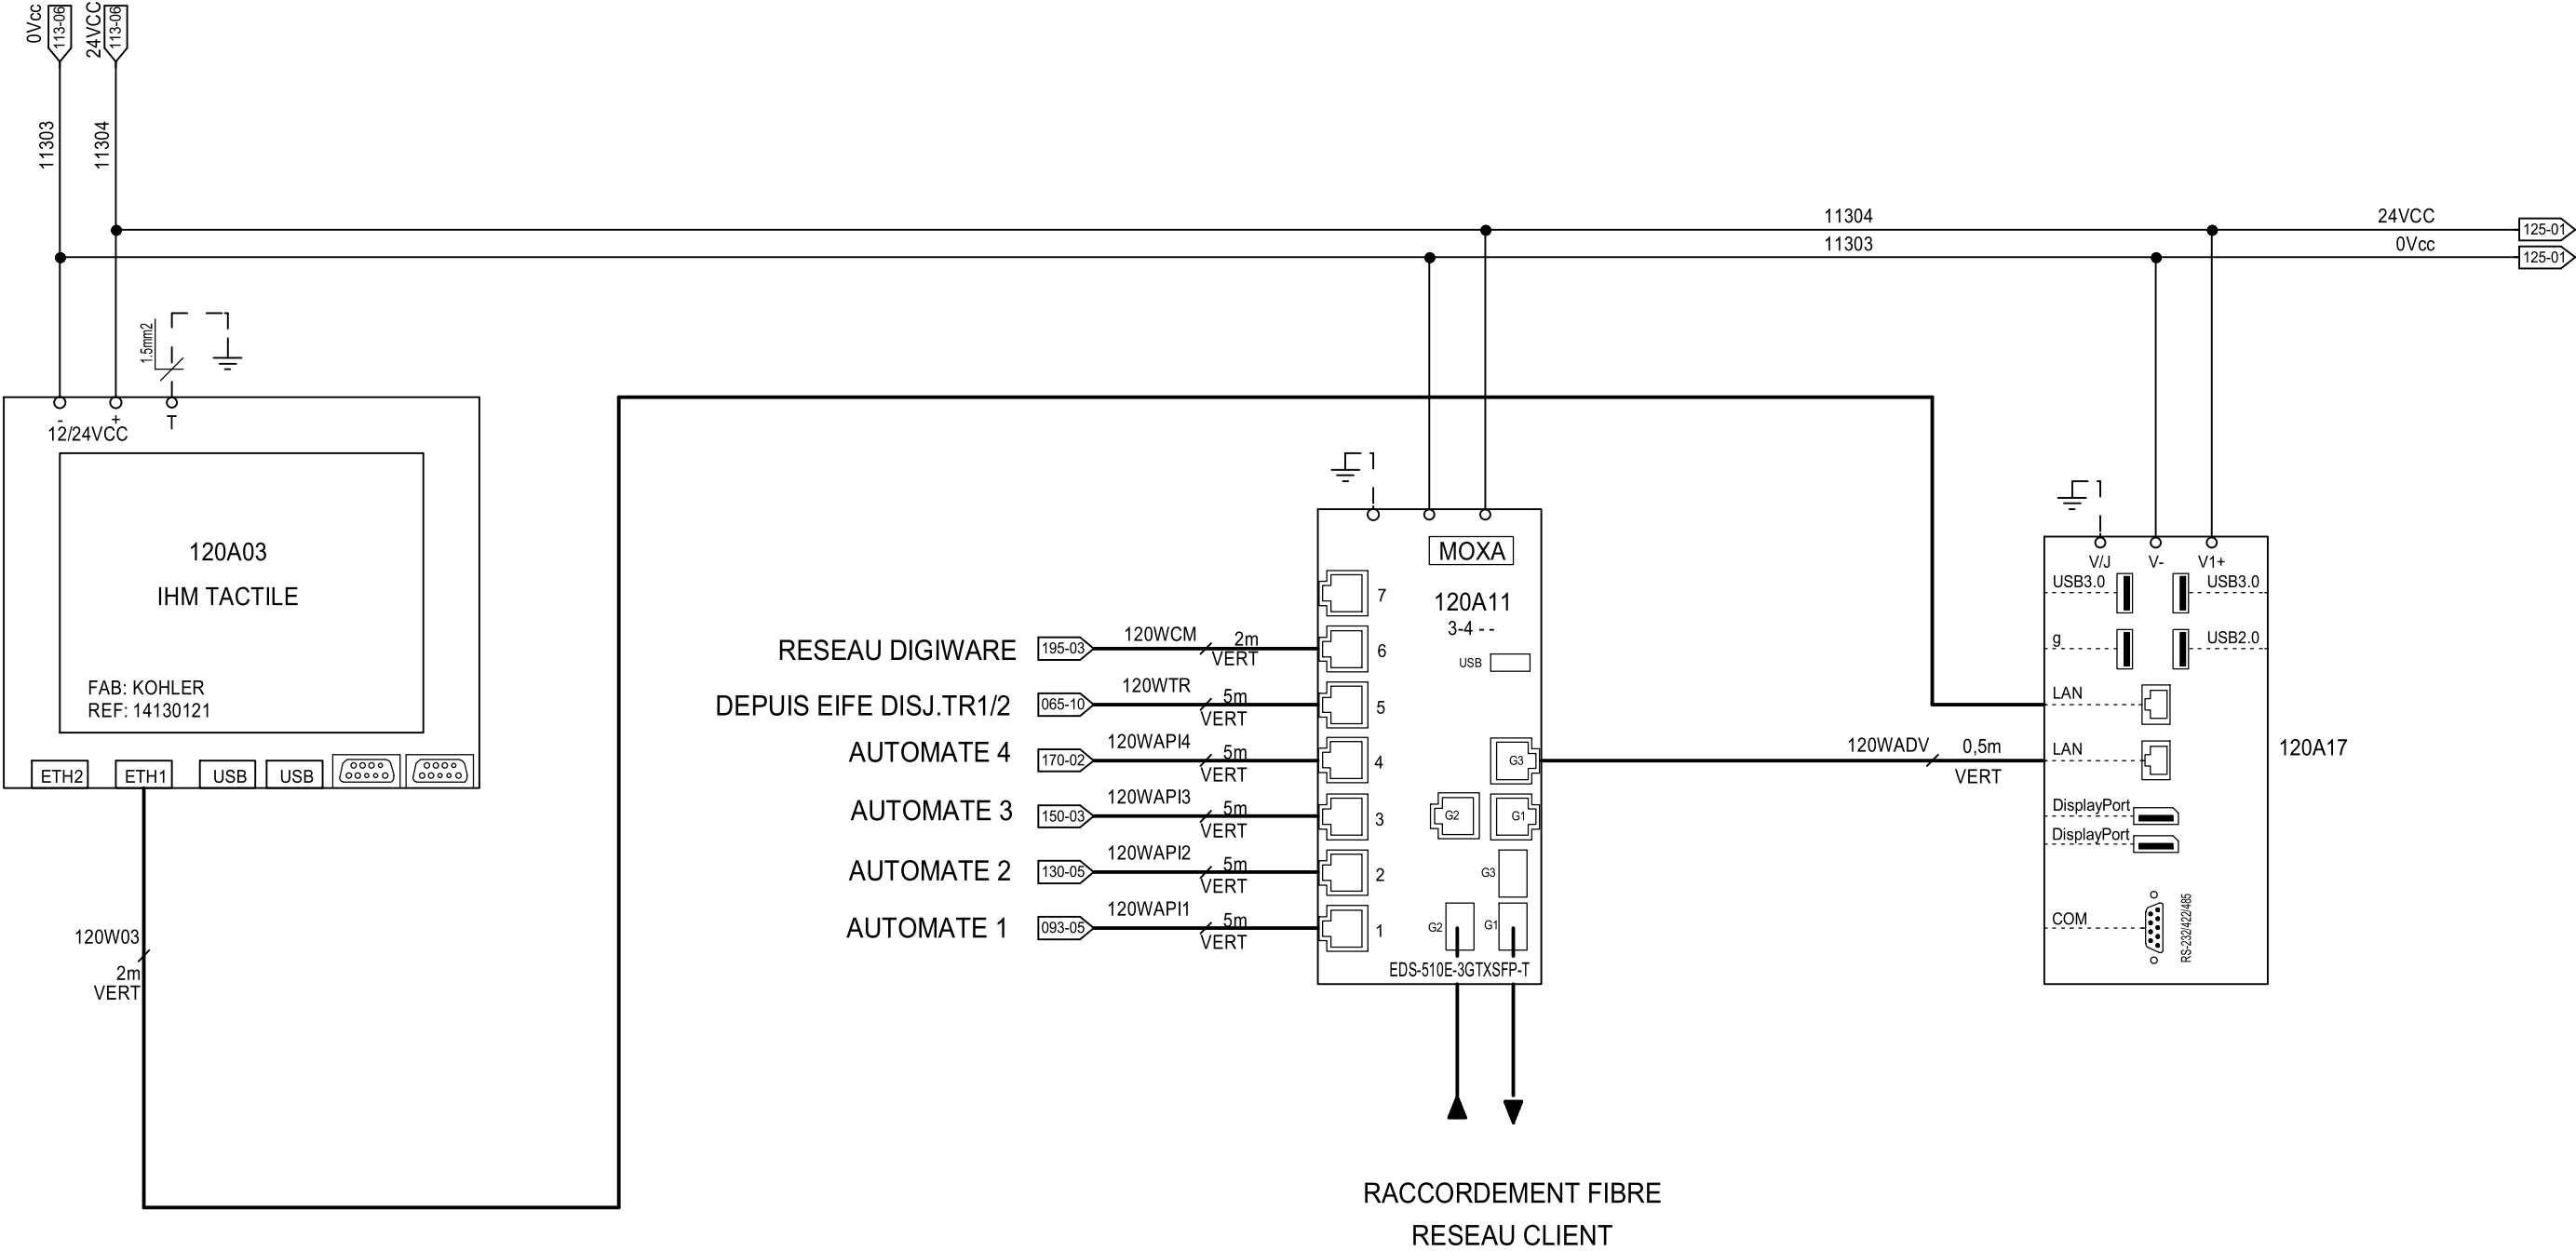 0Vcc
113-06
24VCC
113-06
11303
11304
11304
24VCC
125-01
11303
0Vcc
125-01
1.5mm2
- + T
12/24VCC
120A03
IHM TACTILE
FAB: KOHLER
REF: 14130121
ETH2 ETH1 USB USB
120W03
2m
VERT
MOXA
120A11
3-4 - -
USB
7
RESEAU DIGIWARE 195-03 120WCM 2m VERT 6
DEPUIS EIFE DISJ.TR1/2 065-10 120WTR 5m VERT 5
AUTOMATE 4 170-02 120WAPI4 5m VERT 4
AUTOMATE 3 150-03 120WAPI3 5m VERT 3
AUTOMATE 2 130-05 120WAPI2 5m VERT 2
AUTOMATE 1 093-05 120WAPI1 5m VERT 1
G3
G2 G1
G3
G2 G1
EDS-510E-3GTXSFP-T
RACCORDEMENT FIBRE
RESEAU CLIENT
120WADV 0,5m
VERT
V/J V- V1+
USB3.0 USB3.0
g USB2.0
LAN
LAN
120A17
DisplayPort
DisplayPort
COM
RS-232/422/485